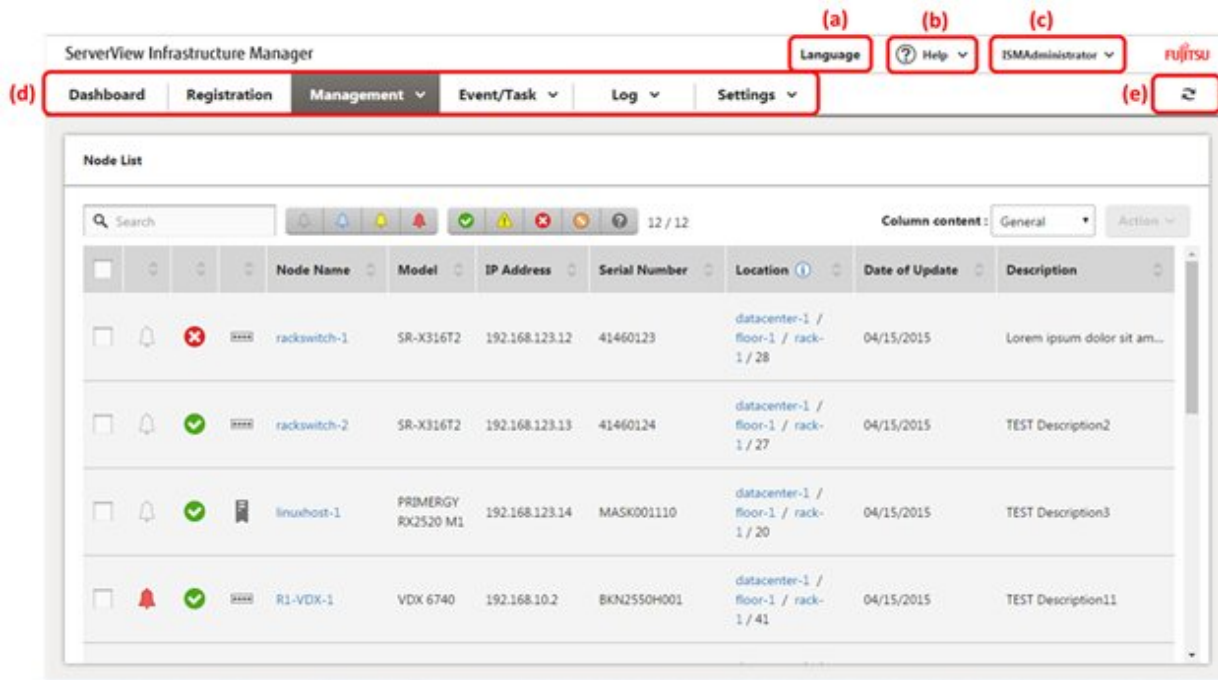 (a) (b) (c)
ServerView Infrastructure Manager Language Help ISMAdministrator FUJITSU
(d) Dashboard Registration Management Event/Task Log Settings (e)
Node List
Search 12 / 12 Column content : General Action
Node Name Model IP Address Serial Number Location Date of Update Description
datacenter-1 /
rackswitch-1 SR-X316T2 192.168.123.12 41460123 floor-1 / rack- 04/15/2015 Lorem ipsum dolor sit am...
1 / 28
datacenter-1 /
rackswitch-2 SR-X316T2 192.168.123.13 41460124 floor-1 / rack- 04/15/2015 TEST Description2
1 / 27
PRIMERGY datacenter-1 /
linuxhost-1 RX2520 M1 192.168.123.14 MASK001110 floor-1 / rack- 04/15/2015 TEST Description3
1 / 20
datacenter-1 /
R1-VDX-1 VDX 6740 192.168.10.2 BKN2550H001 floor-1 / rack- 04/15/2015 TEST Description11
1 / 41